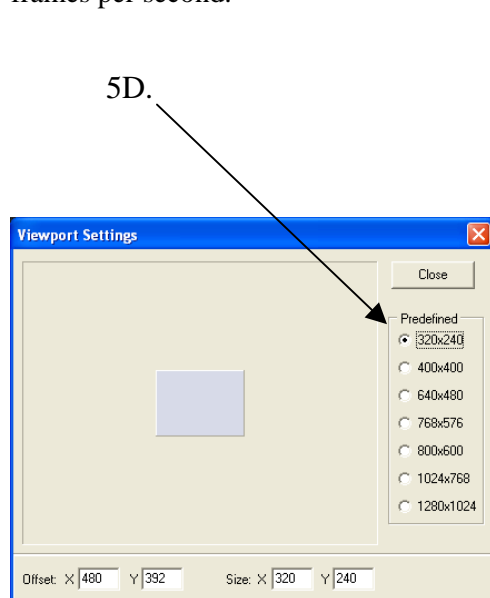 frames per second.
5D.
Viewport Settings
Close
Predefined
320x240
400x400
640x480
768x576
800x600
1024x768
1280x1024
Offset: X 480 Y 392 Size: X 320 Y 240